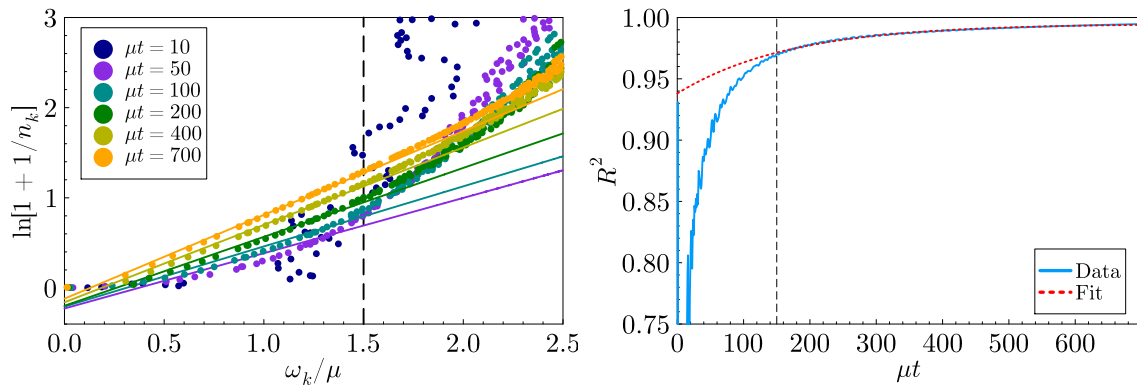 3
2
1
0
ln[1 + 1/n_k]
μt = 10
μt = 50
μt = 100
μt = 200
μt = 400
μt = 700
0.0 0.5 1.0 1.5 2.0 2.5
ω_k/μ
1.00
0.95
0.90
0.85
0.80
0.75
R²
Data
Fit
0 100 200 300 400 500 600
μt